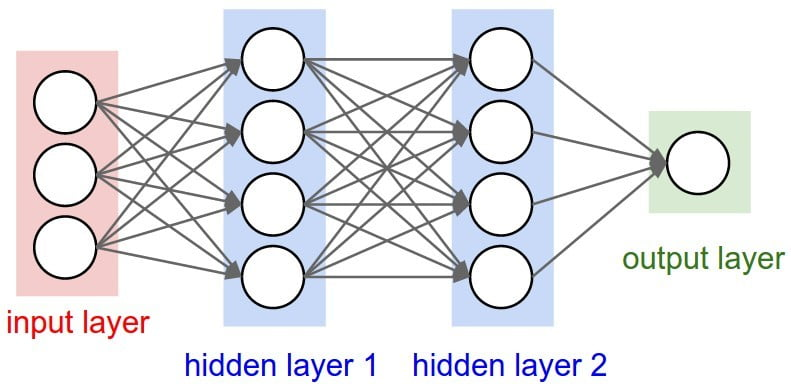 input layer
hidden layer 1
hidden layer 2
output layer